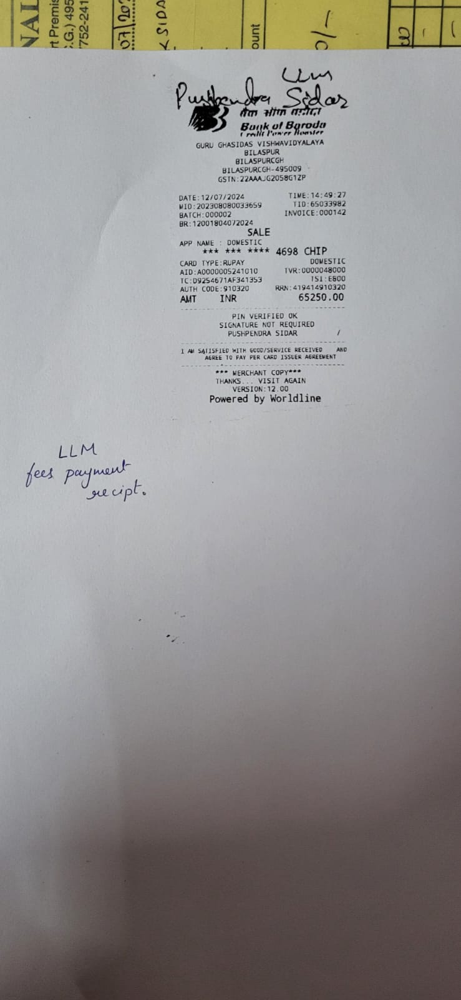 NAL
rt Premis
C.G.) 495
752-241
07/20
KSIDA
ount
0/-
LLM
Pushpendra Sidar
बैंक ऑफ़ बड़ौदा
Bank of Baroda
Credit Power Booster
GURU GHASIDAS VISHWAVIDYALAYA
BILASPUR
BILASPURCGH
BILASPURCGH-495009
GSTN:22AAAJG2058G1ZP
DATE:12/07/2024 TIME:14:49:27
MID:202308080033659 TID:65033982
BATCH:000002 INVOICE:000142
BR:12001804072024
SALE
APP NAME : DOMESTIC
*** *** **** 4698 CHIP
CARD TYPE:RUPAY DOMESTIC
AID:A0000005241010 TVR:0000048000
TC:D9254671AF341353 TSI:E800
AUTH CODE:910320 RRN:419414910320
AMT INR 65250.00
PIN VERIFIED OK
SIGNATURE NOT REQUIRED
PUSHPENDRA SIDAR /
I AM SATISFIED WITH GOOD/SERVICE RECEIVED AND
AGREE TO PAY PER CARD ISSUER AGREEMENT
*** MERCHANT COPY***
THANKS... VISIT AGAIN
VERSION:12.00
Powered by Worldline
LLM
fees payment
recipt.